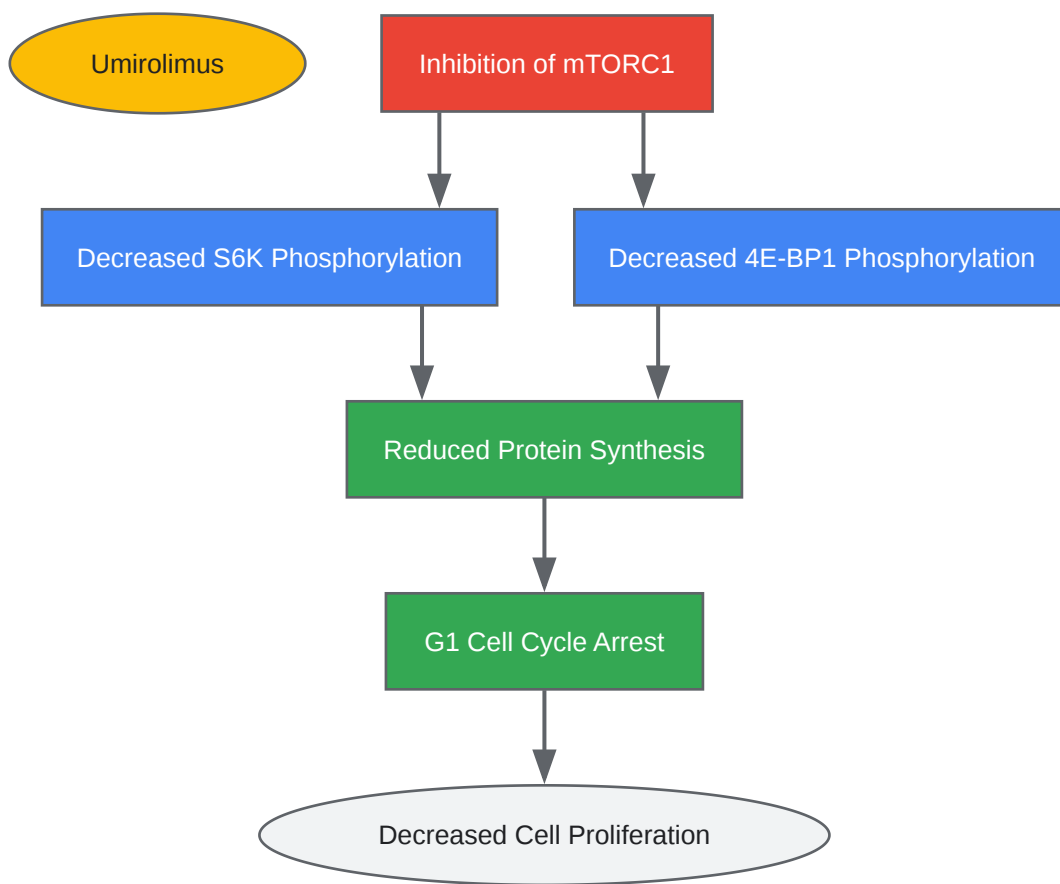 Umirolimus
Inhibition of mTORC1
Decreased S6K Phosphorylation
Decreased 4E-BP1 Phosphorylation
Reduced Protein Synthesis
G1 Cell Cycle Arrest
Decreased Cell Proliferation